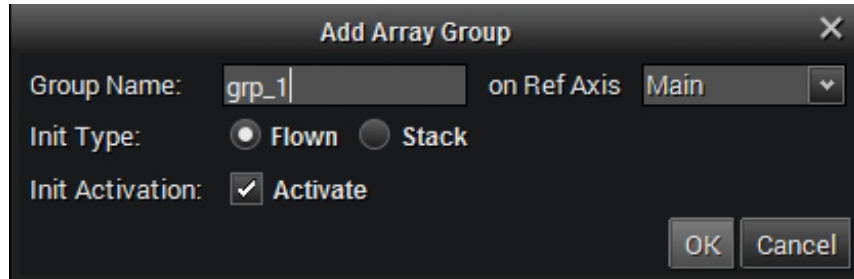 Add Array Group
Group Name: grp_1 on Ref Axis Main
Init Type: Flown Stack
Init Activation: Activate
OK Cancel